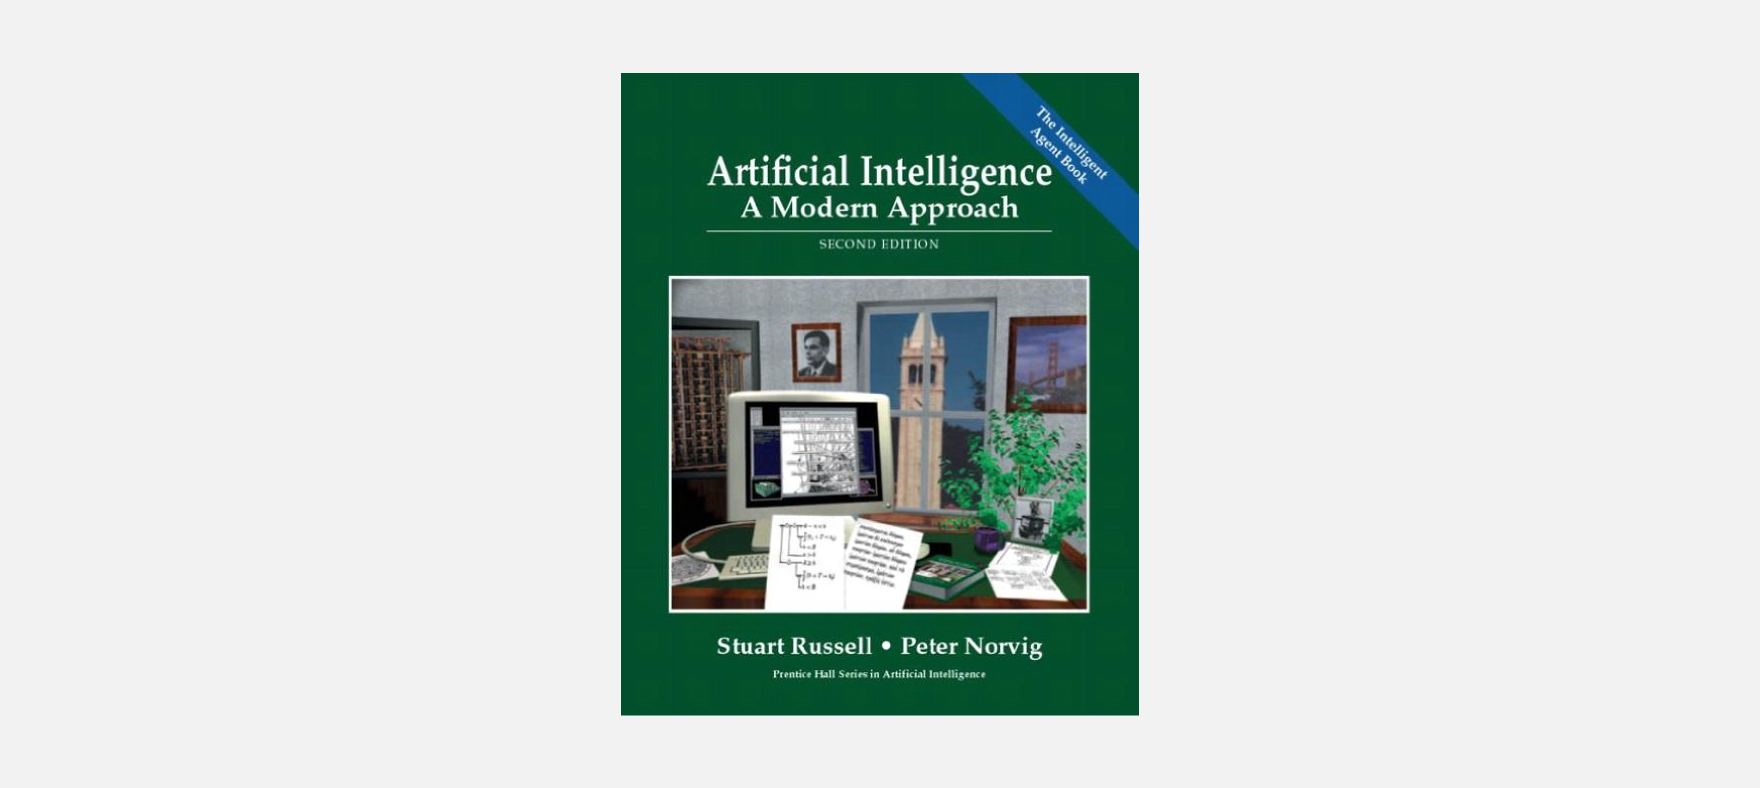 The Intelligent
Agent Book
Artificial Intelligence
A Modern Approach
SECOND EDITION
Stuart Russell • Peter Norvig
Prentice Hall Series in Artificial Intelligence